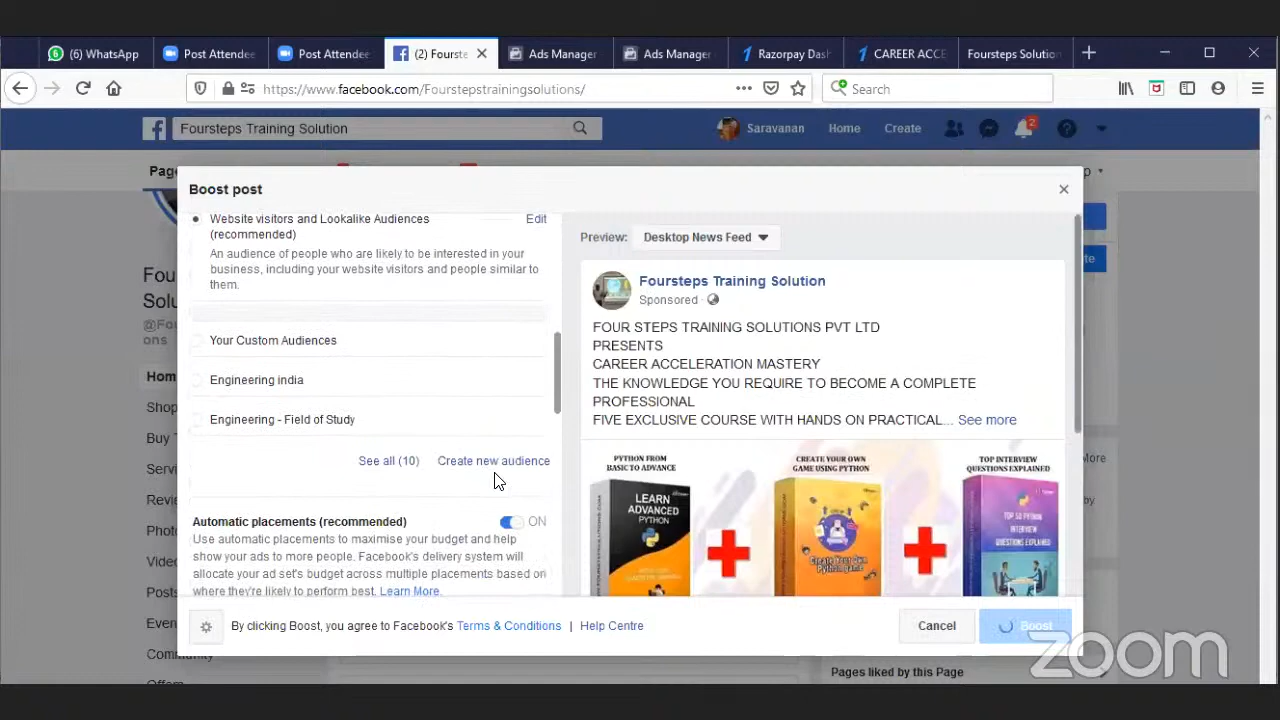 (6) WhatsApp
Post Attendee
Post Attendee
(2) Fourste
Ads Manager
Ads Manager
Razorpay Dash
CAREER ACCE
Foursteps Solution
https://www.facebook.com/Fourstepstrainingsolutions/
Search
Foursteps Training Solution
Saravanan
Home
Create
2
Boost post
Website visitors and Lookalike Audiences
(recommended)
Edit
An audience of people who are likely to be interested in your
business, including your website visitors and people similar to
them.
Your Custom Audiences
Engineering india
Engineering - Field of Study
See all (10)
Create new audience
Automatic placements (recommended)
ON
Use automatic placements to maximise your budget and help
show your ads to more people. Facebook's delivery system will
allocate your ad set's budget across multiple placements based on
where they're likely to perform best. Learn More.
Preview:
Desktop News Feed
Foursteps Training Solution
Sponsored ·
FOUR STEPS TRAINING SOLUTIONS PVT LTD
PRESENTS
CAREER ACCELERATION MASTERY
THE KNOWLEDGE YOU REQUIRE TO BECOME A COMPLETE
PROFESSIONAL
FIVE EXCLUSIVE COURSE WITH HANDS ON PRACTICAL... See more
PYTHON FROM
BASIC TO ADVANCE
LEARN
ADVANCED
PYTHON
CREATE YOUR OWN
GAME USING PYTHON
Create Your Own
Python game
TOP INTERVIEW
QUESTIONS EXPLAINED
By clicking Boost, you agree to Facebook's Terms & Conditions | Help Centre
Cancel
Boost
Pages liked by this Page
zoom